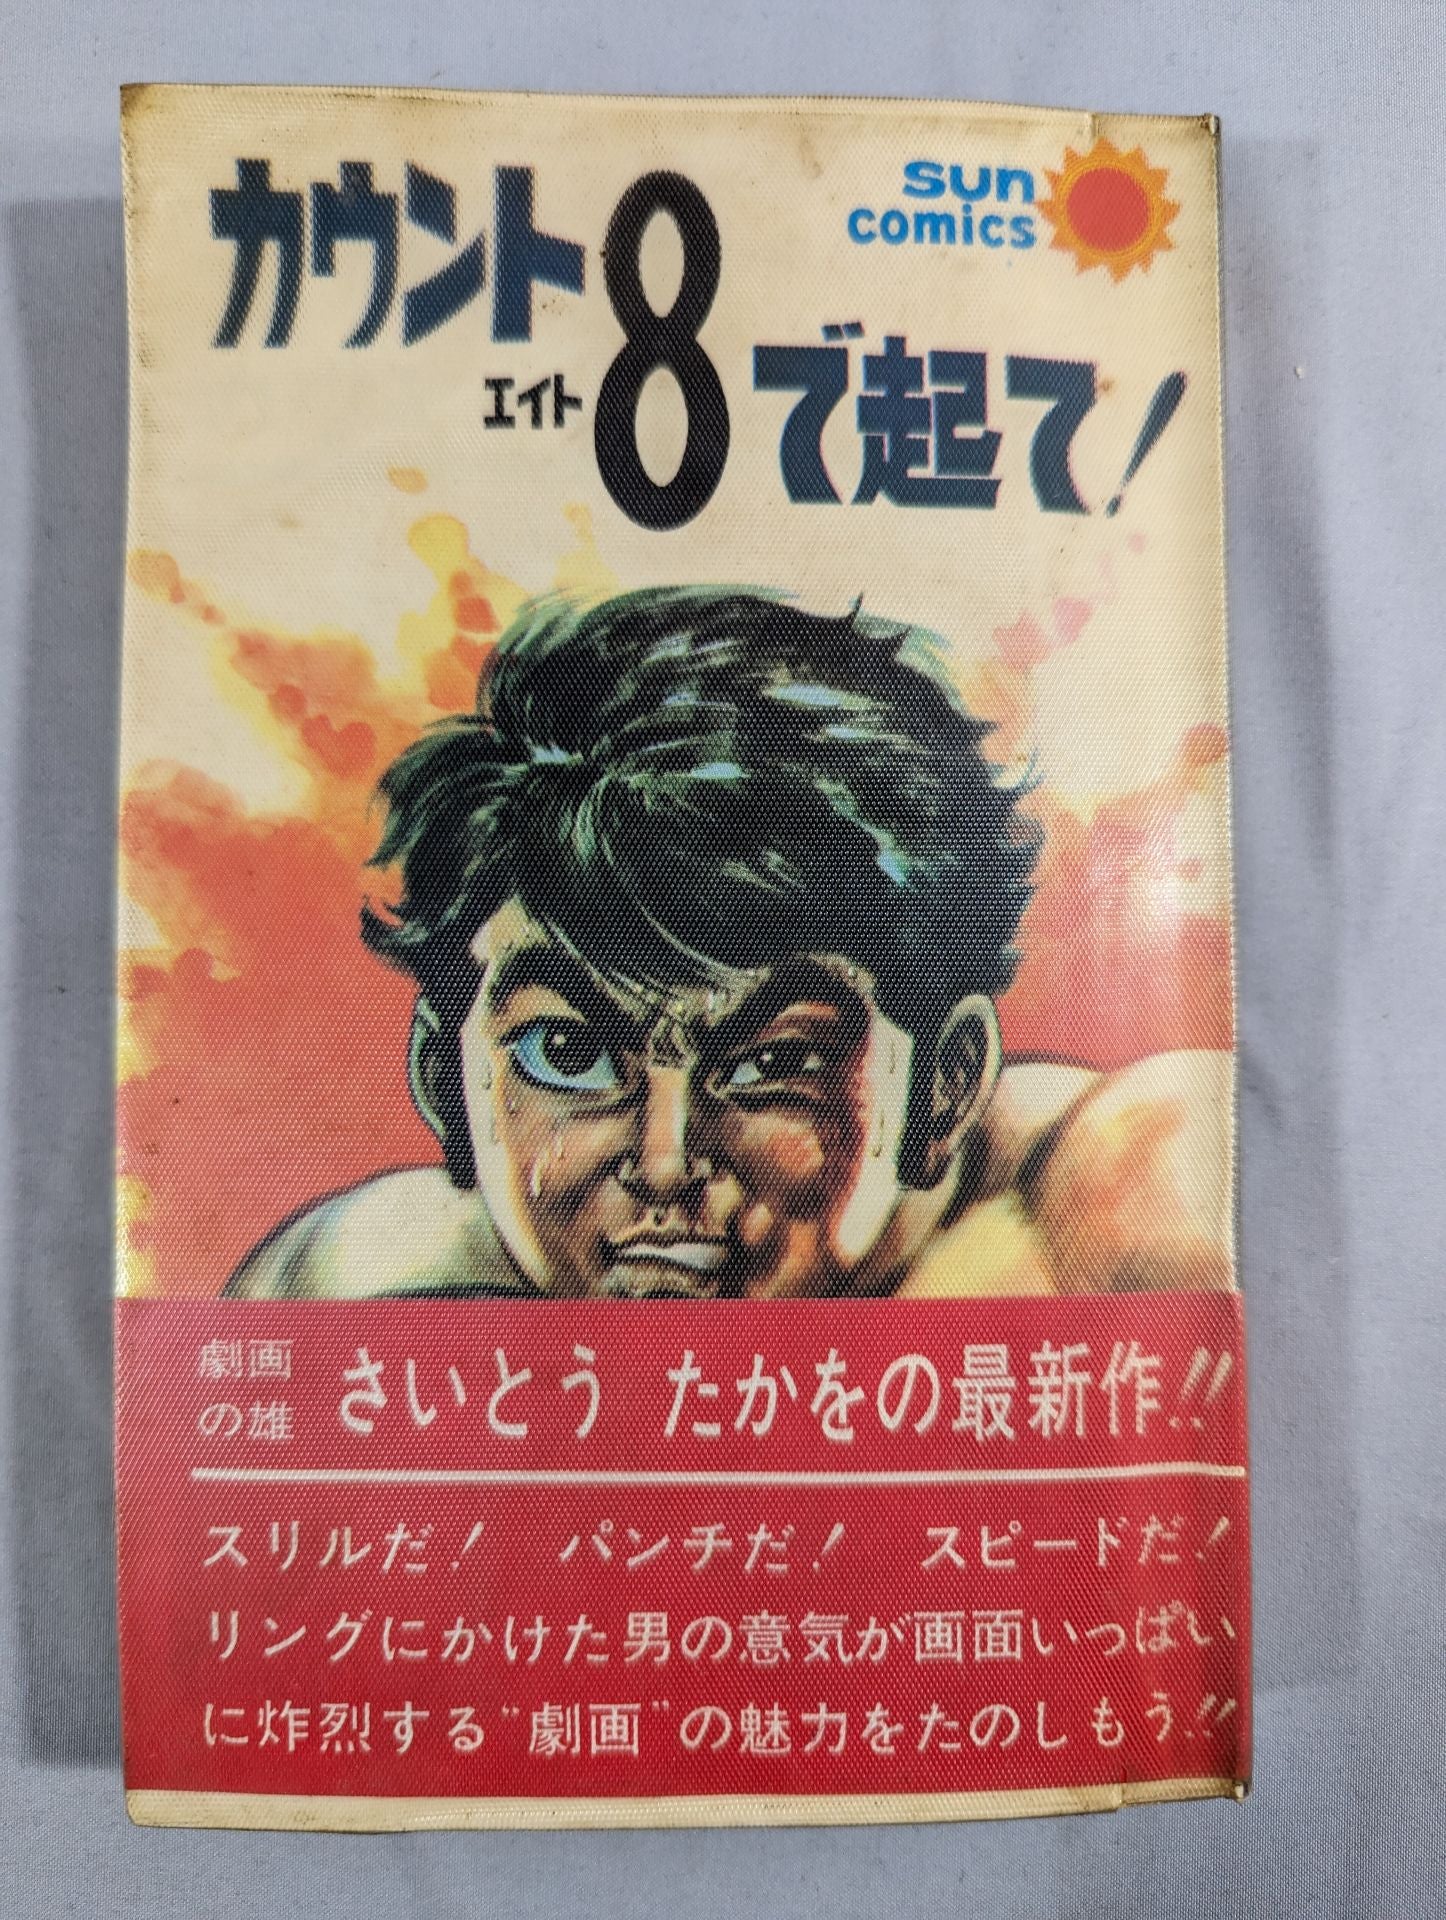 カウント8で起て!
エイト
sun
comics
劇画
の雄
さいとう たかをの最新作!!
スリルだ! パンチだ! スピードだ!
リングにかけた男の意気が画面いっぱい
に炸烈する"劇画"の魅力をたのしもう!!